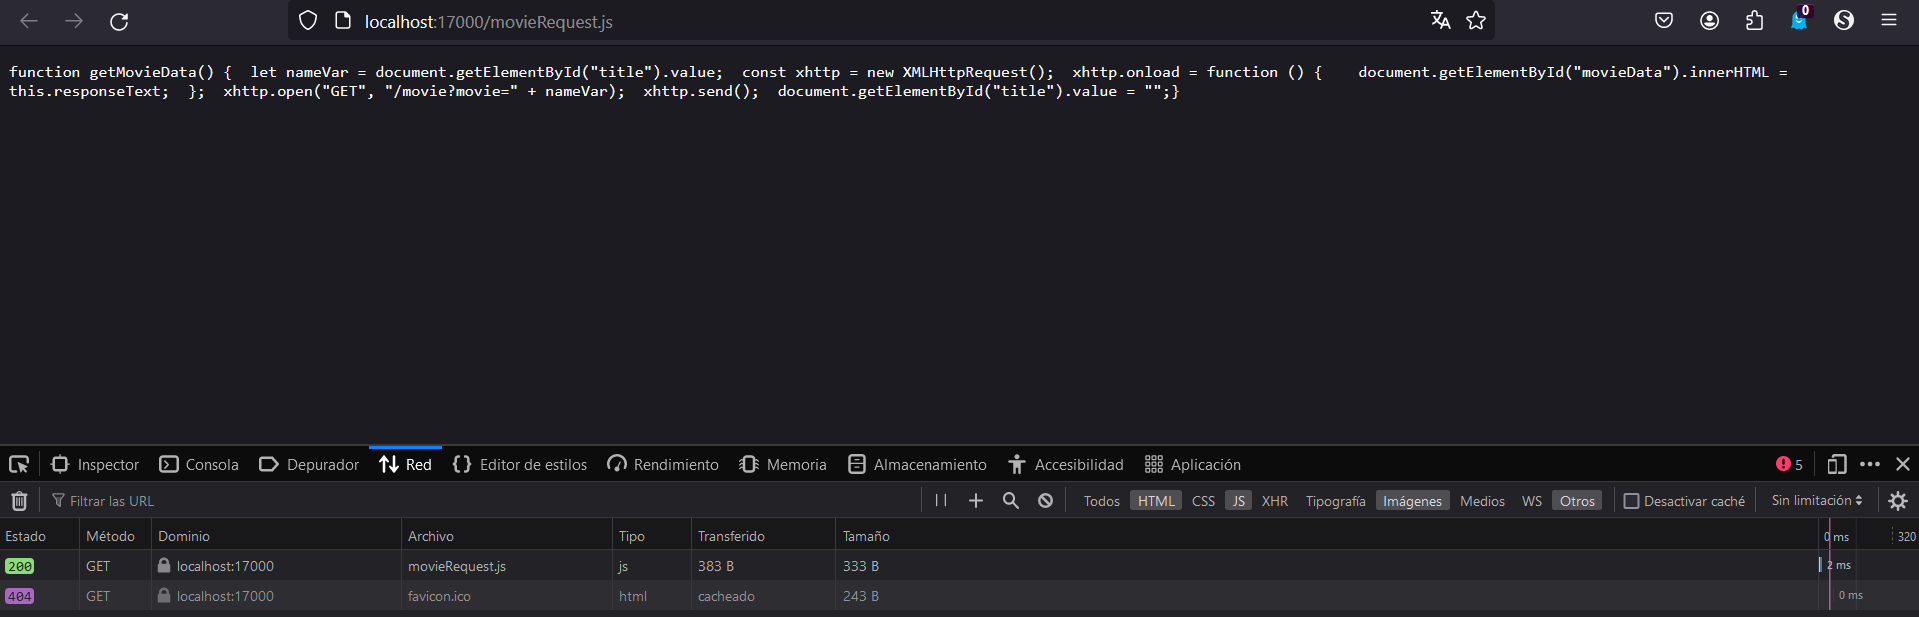 localhost:17000/movieRequest.js
0
function getMovieData() {  let nameVar = document.getElementById("title").value;  const xhttp = new XMLHttpRequest();  xhttp.onload = function () {    document.getElementById("movieData").innerHTML =
this.responseText;  };  xhttp.open("GET", "/movie?movie=" + nameVar);  xhttp.send();  document.getElementById("title").value = "";}
Inspector Consola Depurador Red Editor de estilos Rendimiento Memoria Almacenamiento Accesibilidad Aplicación 5
Filtrar las URL Todos HTML CSS JS XHR Tipografía Imágenes Medios WS Otros Desactivar caché Sin limitación
Estado Método Dominio Archivo Tipo Transferido Tamaño 0 ms 320
200 GET localhost:17000 movieRequest.js js 383 B 333 B 2 ms
404 GET localhost:17000 favicon.ico html cacheado 243 B 0 ms